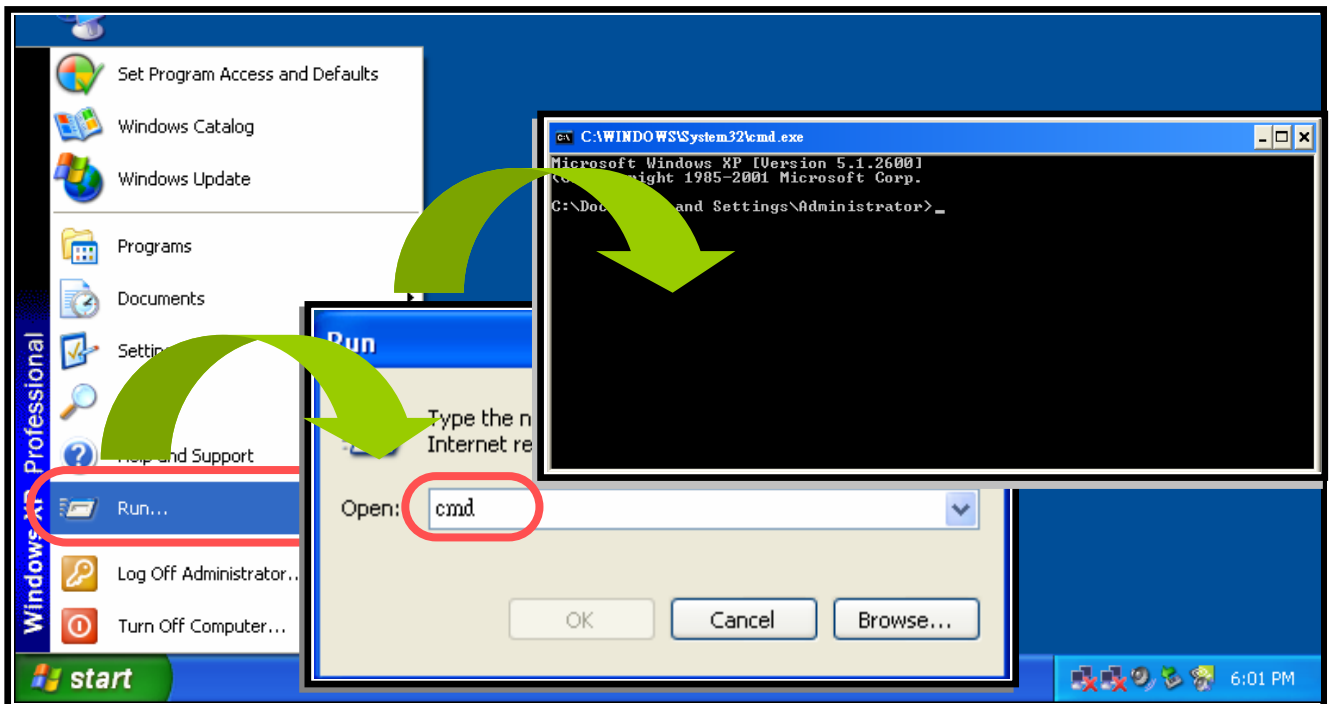 Set Program Access and Defaults
Windows Catalog
Windows Update
Programs
Documents
Help and Support
Run...
Log Off Administrator..
Turn Off Computer...
Windows XP Professional
start
Run
Type the n
Internet re
Open: cmd
OK Cancel Browse...
C:\WINDOWS\System32\cmd.exe
Microsoft Windows XP [Version 5.1.2600]
1985-2001 Microsoft Corp.
and Settings\Administrator>_
6:01 PM